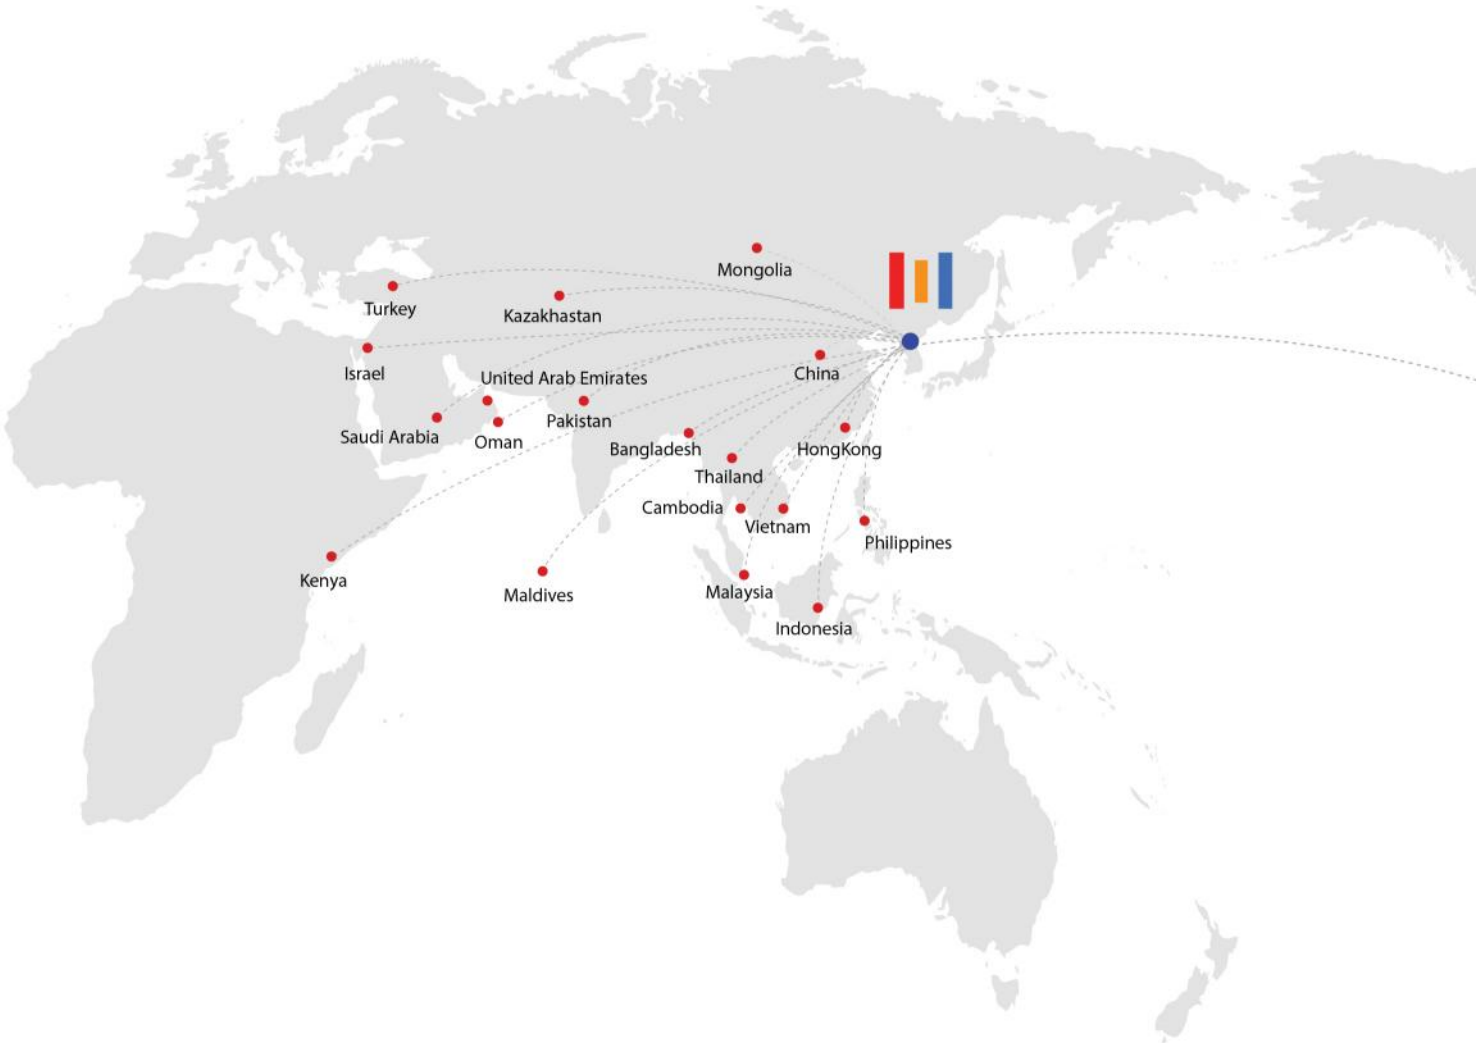 Mongolia
Turkey
Kazakhastan
Israel
United Arab Emirates
China
Saudi Arabia
Oman
Pakistan
Bangladesh
HongKong
Thailand
Cambodia
Vietnam
Philippines
Kenya
Maldives
Malaysia
Indonesia